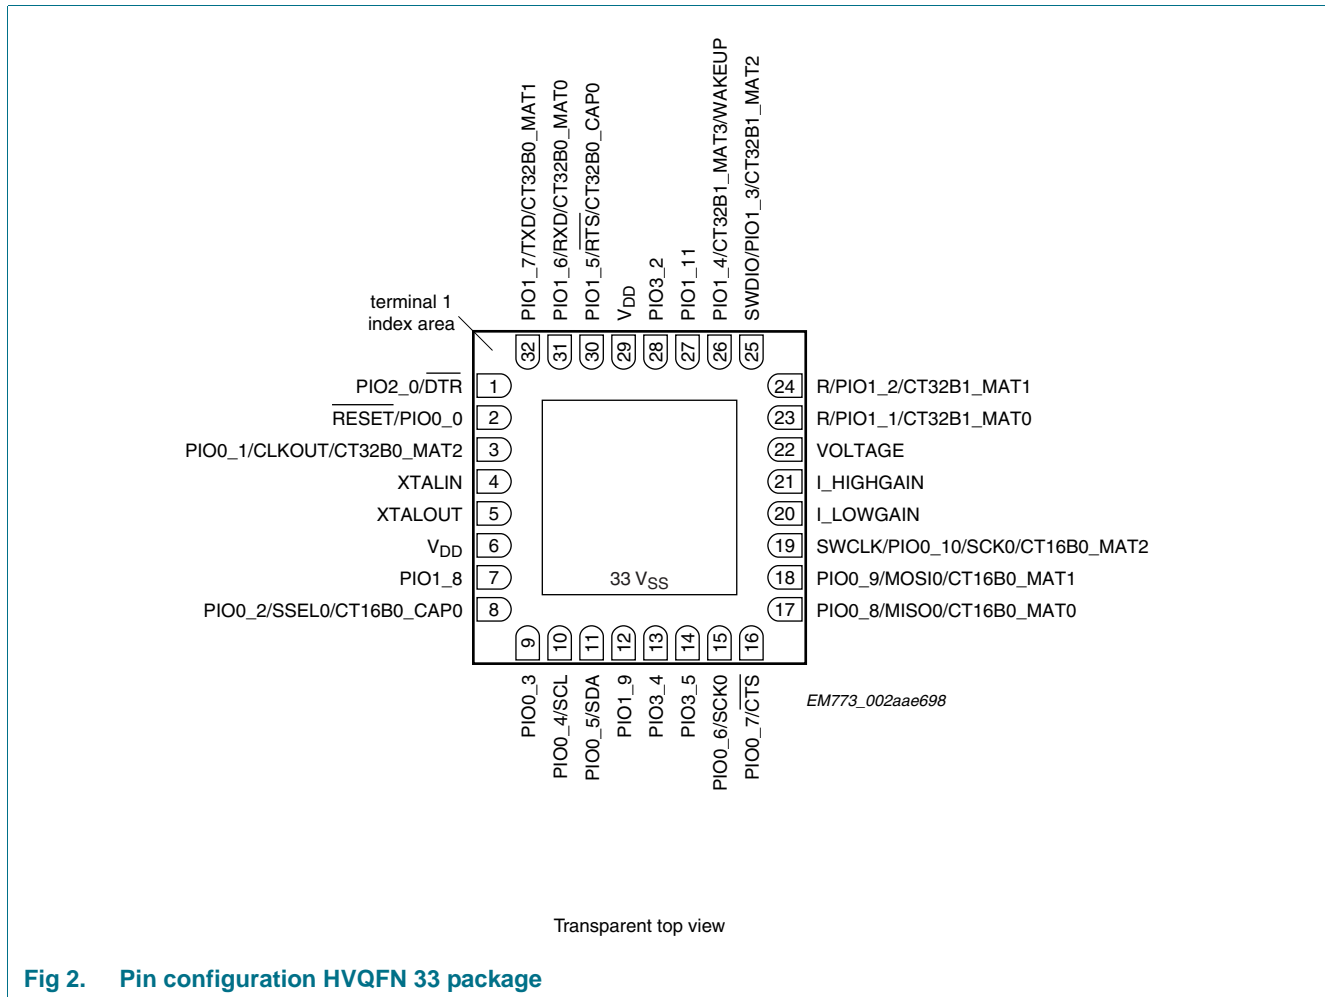 PIO1_7/TXD/CT32B0_MAT1
PIO1_6/RXD/CT32B0_MAT0
PIO1_5/RTS/CT32B0_CAP0
VDD
PIO3_2
PIO1_11
PIO1_4/CT32B1_MAT3/WAKEUP
SWDIO/PIO1_3/CT32B1_MAT2
terminal 1
index area
32 31 30 29 28 27 26 25
PIO2_0/DTR 1
RESET/PIO0_0 2
PIO0_1/CLKOUT/CT32B0_MAT2 3
XTALIN 4
XTALOUT 5
VDD 6
PIO1_8 7
PIO0_2/SSEL0/CT16B0_CAP0 8
24 R/PIO1_2/CT32B1_MAT1
23 R/PIO1_1/CT32B1_MAT0
22 VOLTAGE
21 I_HIGHGAIN
20 I_LOWGAIN
19 SWCLK/PIO0_10/SCK0/CT16B0_MAT2
18 PIO0_9/MOSI0/CT16B0_MAT1
17 PIO0_8/MISO0/CT16B0_MAT0
33 VSS
9 10 11 12 13 14 15 16
PIO0_3
PIO0_4/SCL
PIO0_5/SDA
PIO1_9
PIO3_4
PIO3_5
PIO0_6/SCK0
PIO0_7/CTS
EM773_002aae698
Transparent top view
Fig 2. Pin configuration HVQFN 33 package